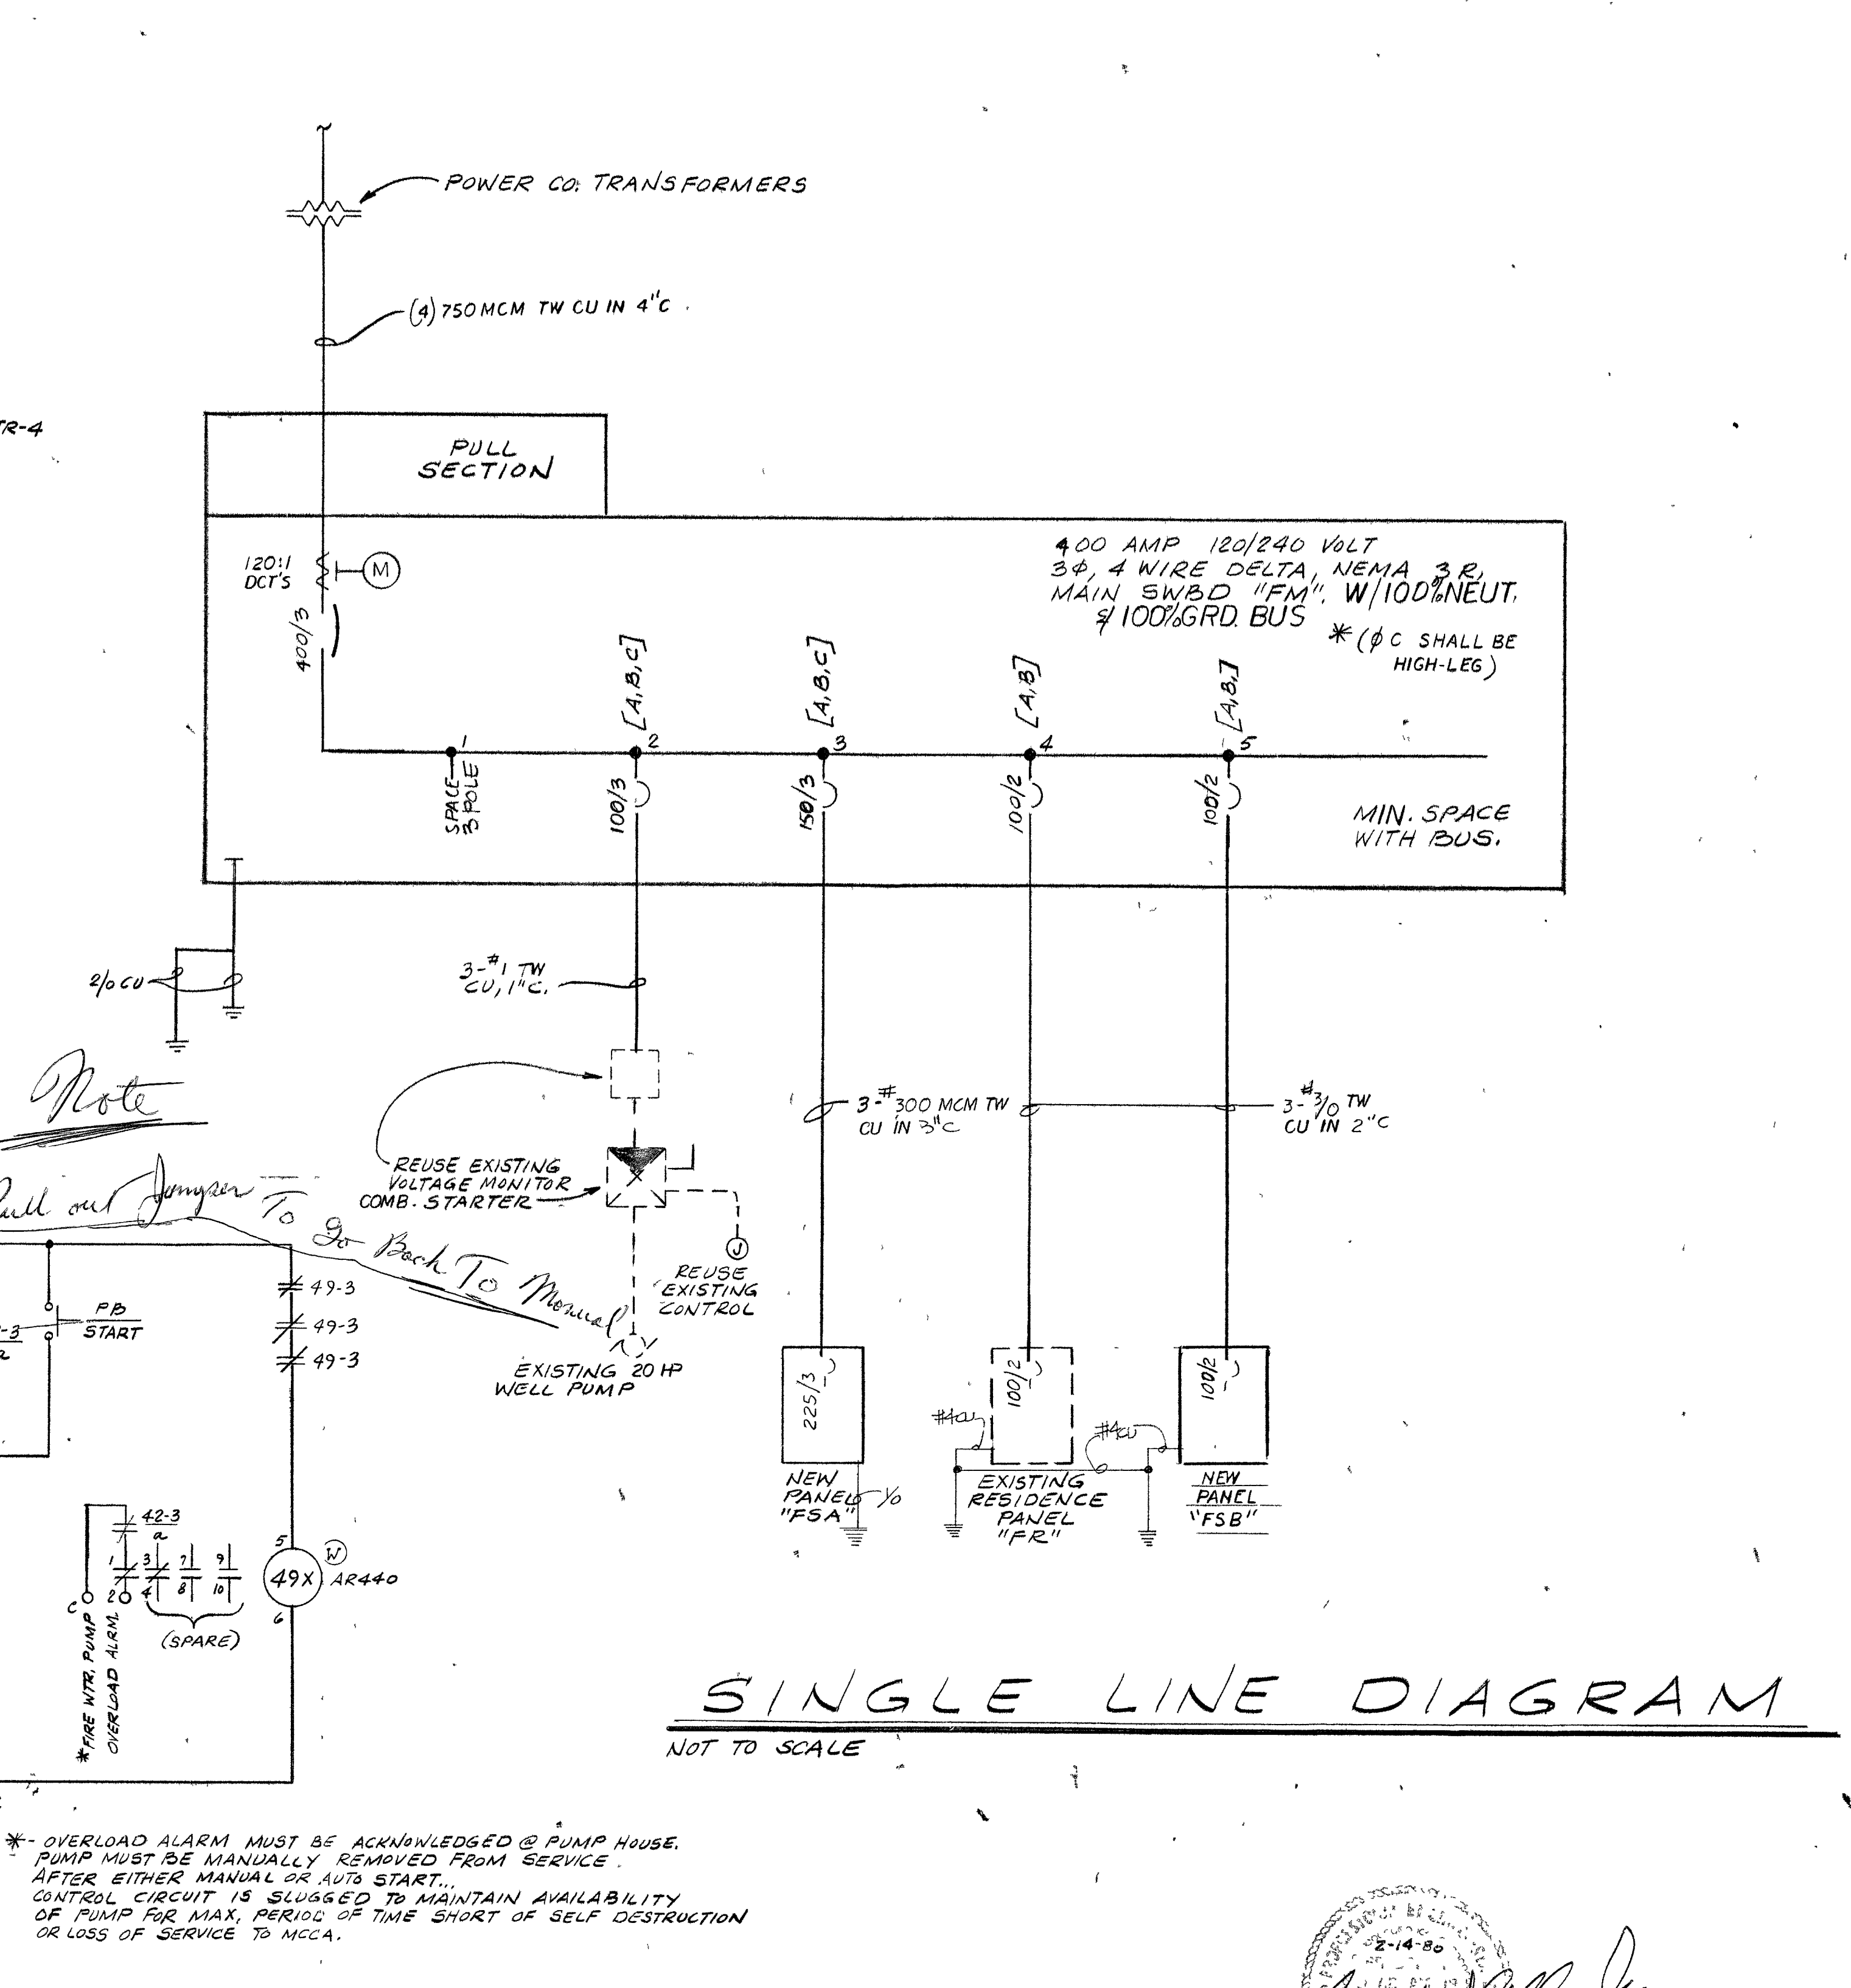 POWER CO. TRANSFORMERS
(4) 750 MCM TW CU IN 4"C.
TR-4
PULL
SECTION
120:1
DCT'S
M
400/3
400 AMP 120/240 VOLT
3ϕ, 4 WIRE DELTA, NEMA 3R,
MAIN SWBD "FM". W/100% NEUT.
& 100% GRD. BUS
*(ϕ C SHALL BE
HIGH-LEG)
[A,B,C]
[A,B,C]
[A,B]
[A,B,]
1
2
3
4
5
SPACE
3 POLE
100/3
150/3
100/2
100/2
MIN. SPACE
WITH BUS.
2/0 CU
3-#1 TW
CU, 1"C.
3-#300 MCM TW
CU IN 3"C
3-#3/0 TW
CU IN 2"C
Note
Pull out Jumper To
go Back To Manual
REUSE EXISTING
VOLTAGE MONITOR
COMB. STARTER
J
REUSE
EXISTING
CONTROL
EXISTING 20 HP
WELL PUMP
PB
START
-3
a
49-3
49-3
49-3
225/3
100/2
100/2
#4CU
#4CU
NEW
PANEL
"FSA"
1/0
EXISTING
RESIDENCE
PANEL
"FR"
NEW
PANEL
"FSB"
42-3
a
1
3
7
9
2
4
8
10
C
(SPARE)
5
49X
W
AR440
6
*FIRE WTR. PUMP
OVERLOAD ALRM.
SINGLE LINE DIAGRAM
NOT TO SCALE
*- OVERLOAD ALARM MUST BE ACKNOWLEDGED @ PUMP HOUSE.
PUMP MUST BE MANUALLY REMOVED FROM SERVICE.
AFTER EITHER MANUAL OR AUTO START...
CONTROL CIRCUIT IS SLUGGED TO MAINTAIN AVAILABILITY
OF PUMP FOR MAX. PERIOD OF TIME SHORT OF SELF DESTRUCTION
OR LOSS OF SERVICE TO MCCA.
2-14-80